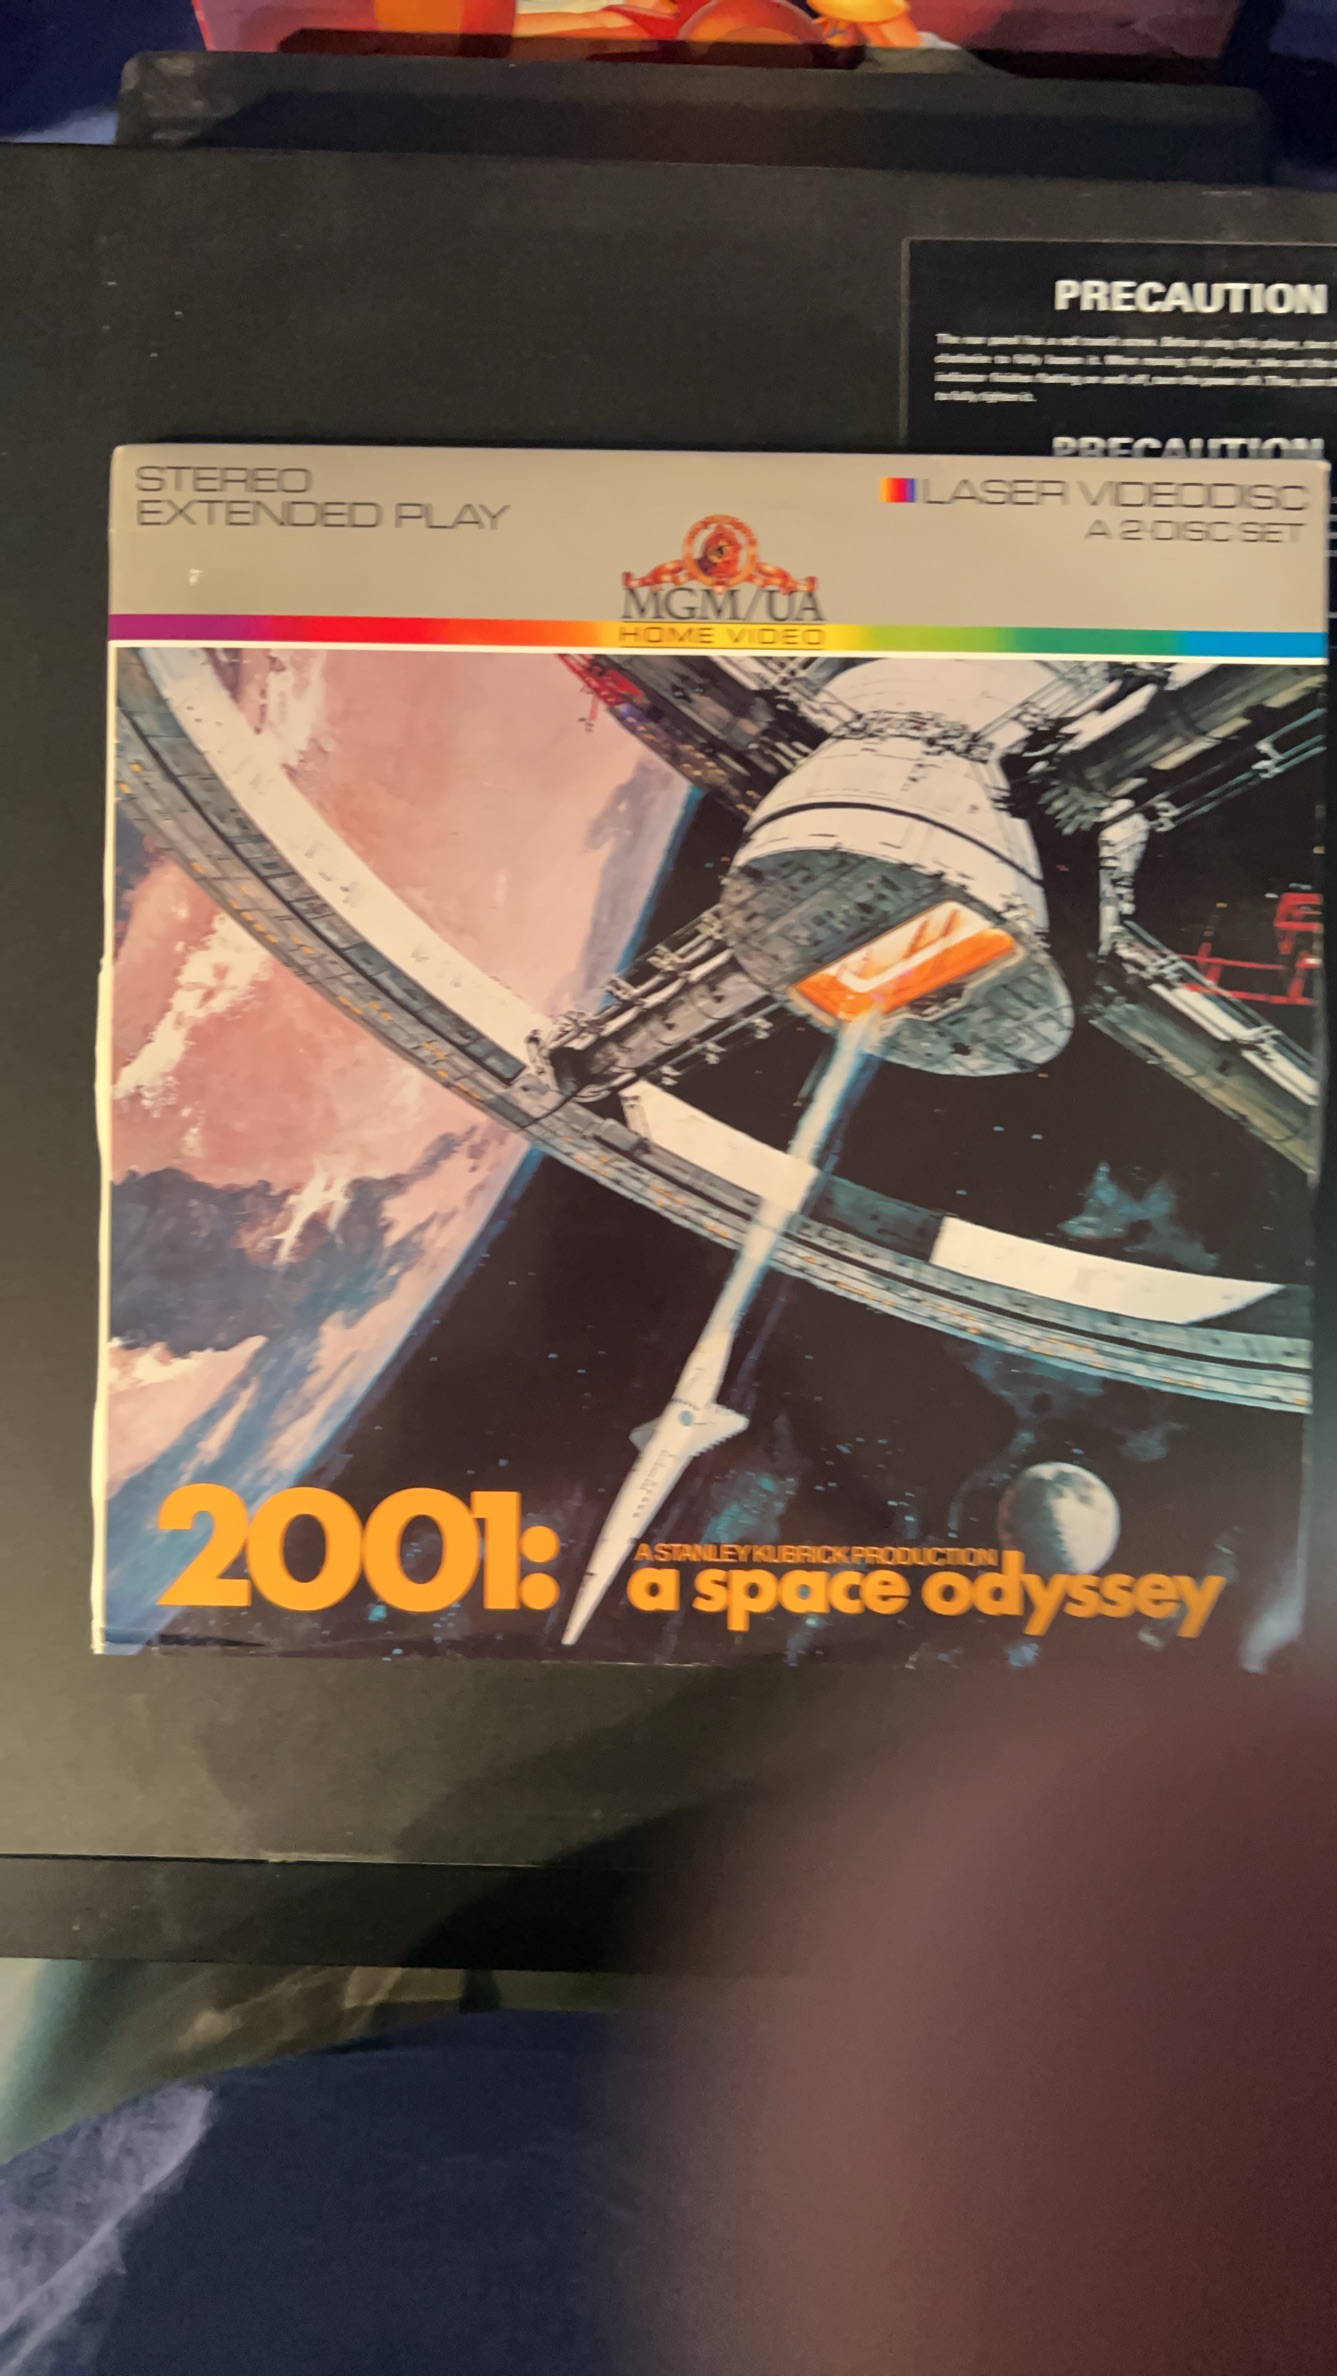 PRECAUTION
PRECAUTION
STEREO
EXTENDED PLAY
LASER VIDEODISC
A 2-DISC SET
MGM/UA
HOME VIDEO
2001:
A STANLEY KUBRICK PRODUCTION
a space odyssey